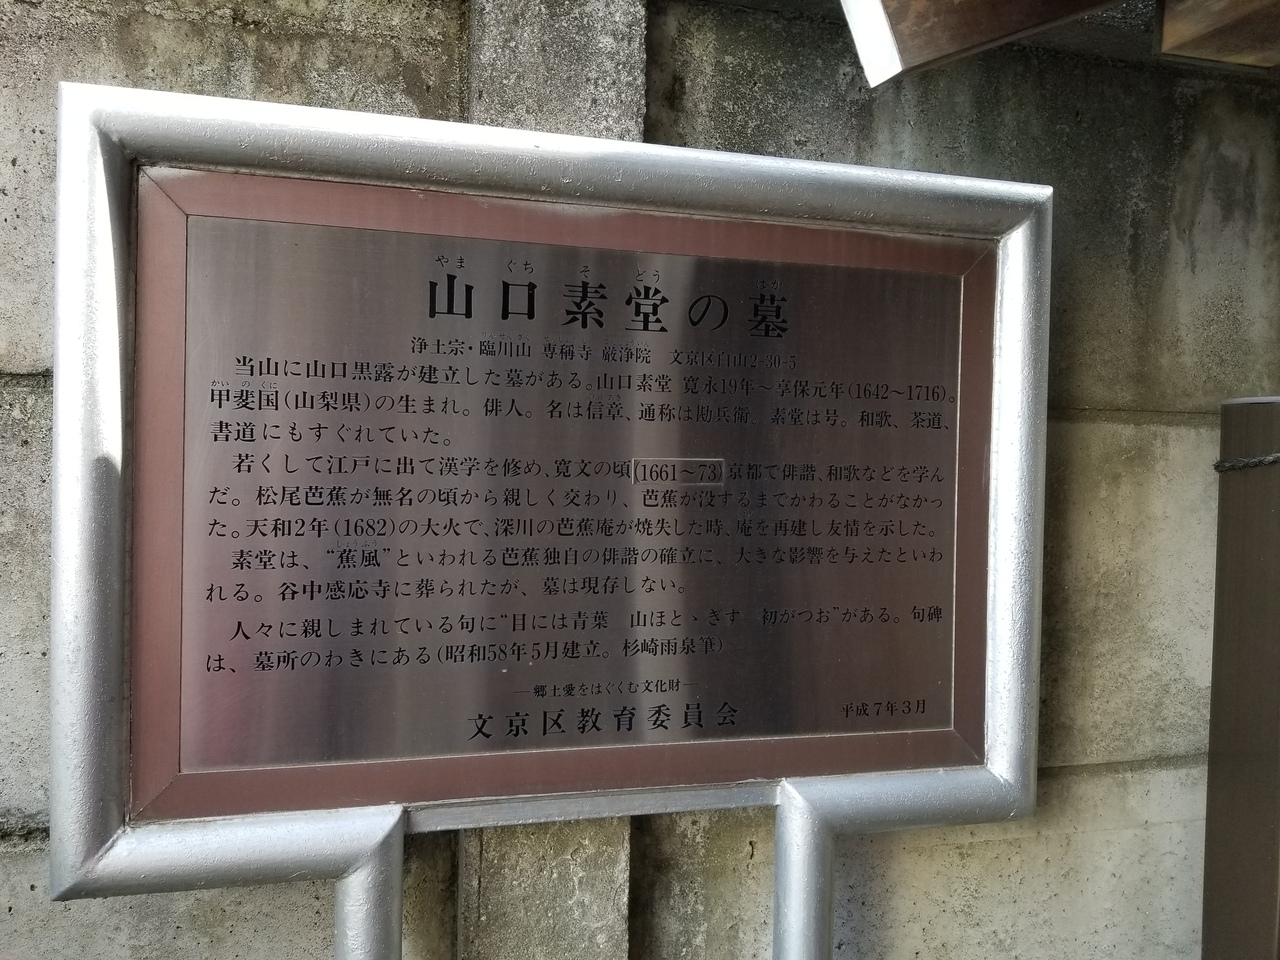 やま ぐち そ どう はか
山口素堂の墓
浄土宗・臨川山 専稱寺 厳浄院 文京区白山2-30-5
当山に山口黒露が建立した墓がある。山口素堂 寛永19年～享保元年(1642～1716)。
かい の くに
甲斐国(山梨県)の生まれ。俳人。名は信章、通称は勘兵衛。素堂は号。和歌、茶道、
書道にもすぐれていた。
若くして江戸に出て漢学を修め、寛文の頃(1661～73)京都で俳諧、和歌などを学ん
だ。松尾芭蕉が無名の頃から親しく交わり、芭蕉が没するまでかわることがなかっ
た。天和2年(1682)の大火で、深川の芭蕉庵が焼失した時、庵を再建し友情を示した。
しょうふう
素堂は、“蕉風”といわれる芭蕉独自の俳諧の確立に、大きな影響を与えたといわ
れる。谷中感応寺に葬られたが、墓は現存しない。
人々に親しまれている句に“目には青葉 山ほとゝぎす 初がつお”がある。句碑
は、墓所のわきにある(昭和58年5月建立。杉崎雨泉筆)
―郷土愛をはぐくむ文化財―
文京区教育委員会 平成7年3月